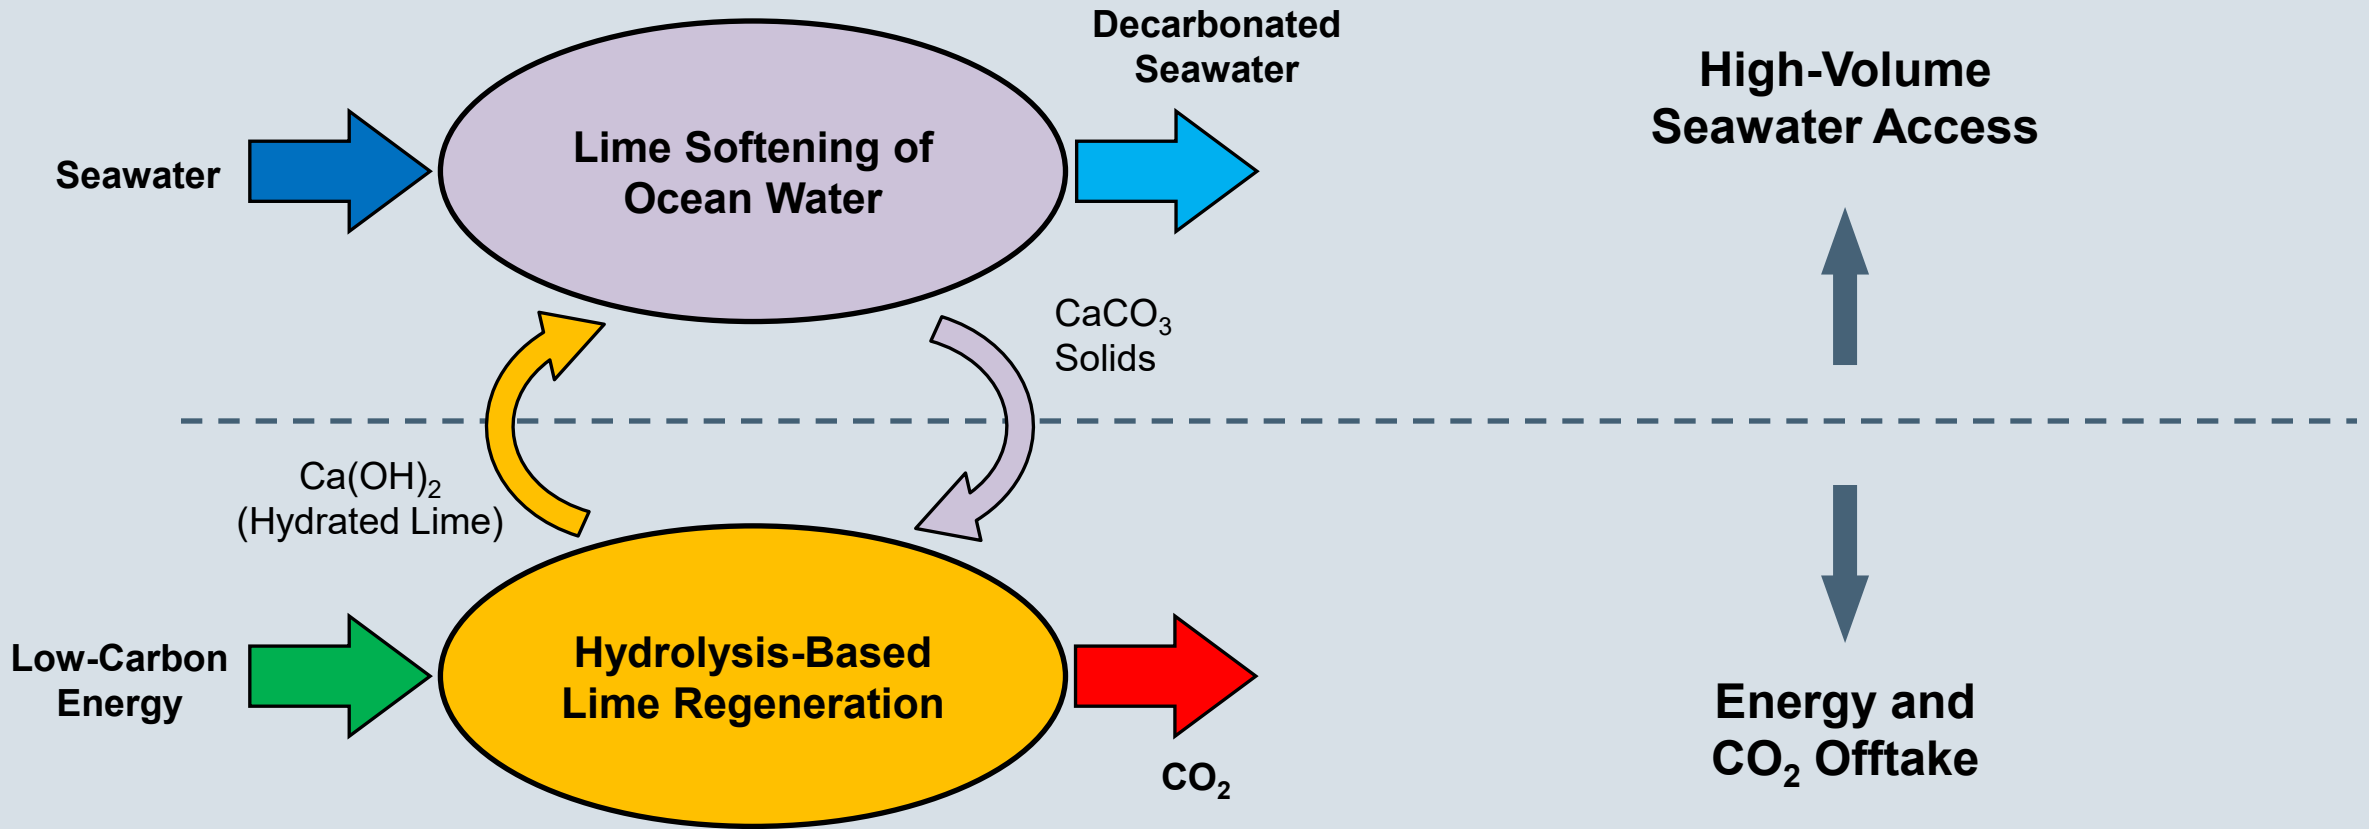 Decarbonated
Seawater
High-Volume
Seawater Access
Lime Softening of
Ocean Water
Seawater
CaCO₃
Solids
Ca(OH)₂
(Hydrated Lime)
Low-Carbon
Energy
Hydrolysis-Based
Lime Regeneration
CO₂
Energy and
CO₂ Offtake